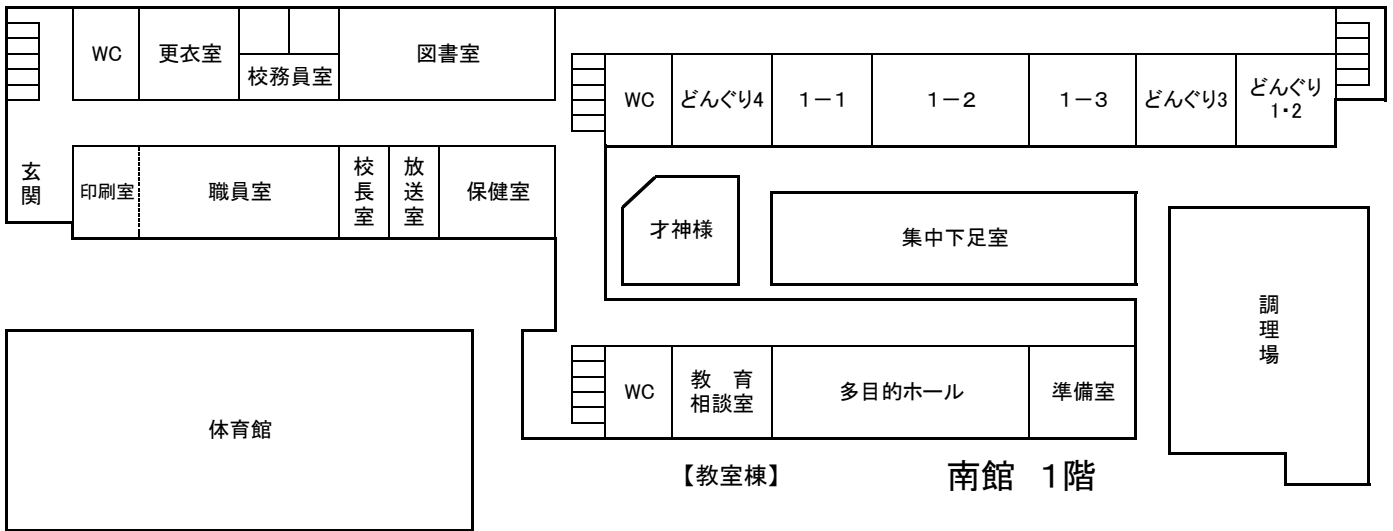 WC
更衣室
校務員室
図書室
WC
どんぐり4
1-1
1-2
1-3
どんぐり3
どんぐり
1・2
玄関
印刷室
職員室
校長室
放送室
保健室
才神様
集中下足室
調理場
体育館
WC
教 育
相談室
多目的ホール
準備室
【教室棟】
南館 1階